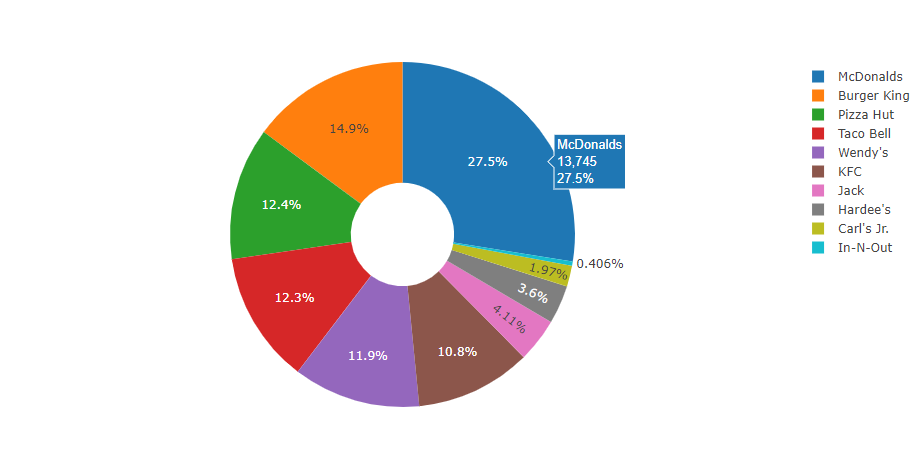 27.5%
McDonalds
13,745
27.5%
14.9%
12.4%
12.3%
11.9%
10.8%
4.11%
3.6%
1.97%
0.406%
McDonalds
Burger King
Pizza Hut
Taco Bell
Wendy's
KFC
Jack
Hardee's
Carl's Jr.
In-N-Out